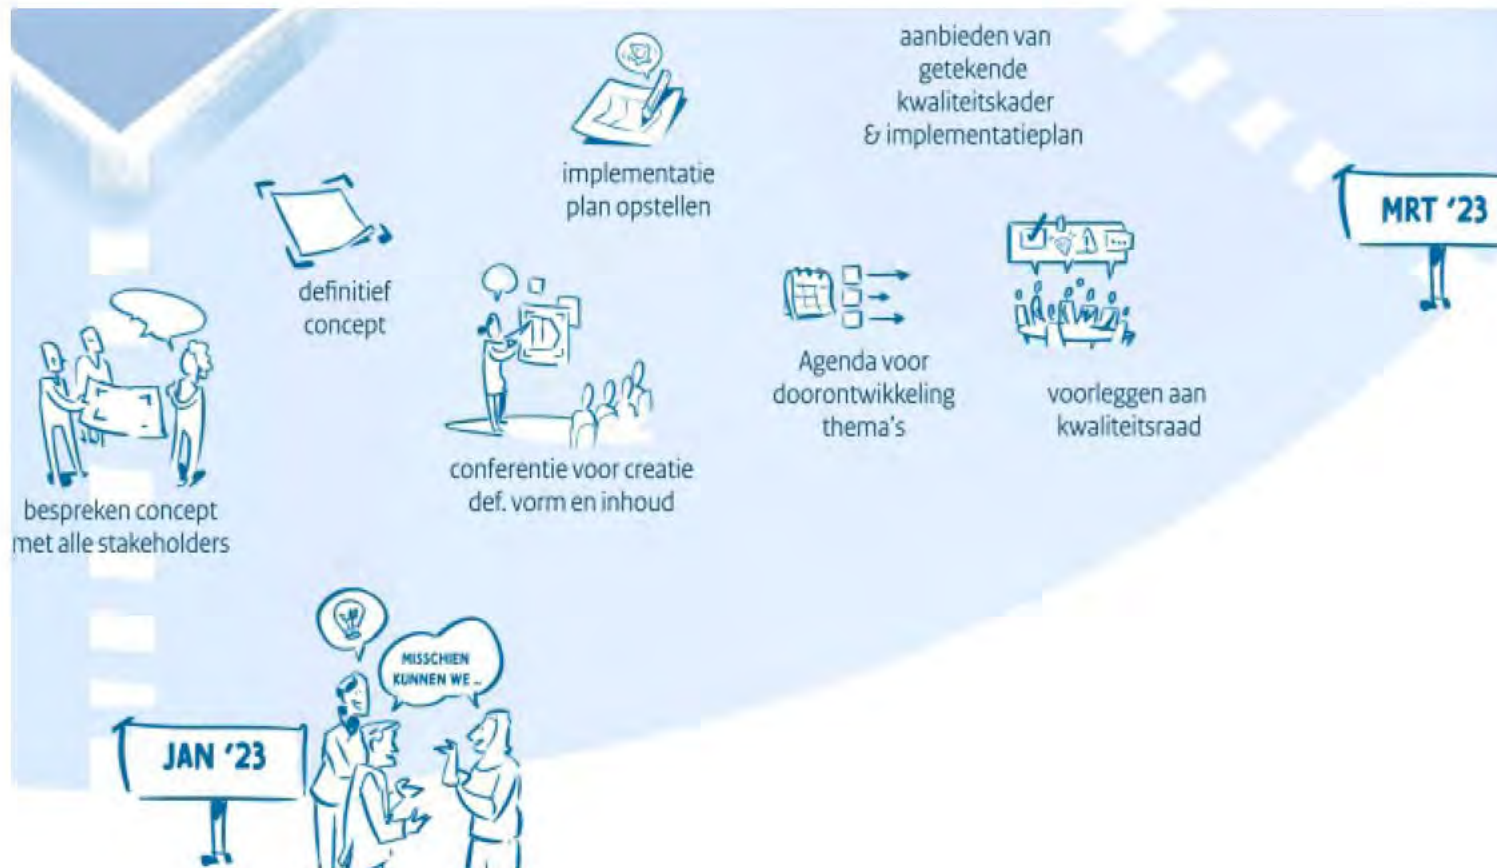 aanbieden van
getekende
kwaliteitskader
& implementatieplan
implementatie
plan opstellen
MRT '23
definitief
concept
Agenda voor
doorontwikkeling
thema's
voorleggen aan
kwaliteitsraad
conferentie voor creatie
def. vorm en inhoud
bespreken concept
met alle stakeholders
MISSCHIEN
KUNNEN WE ...
JAN '23